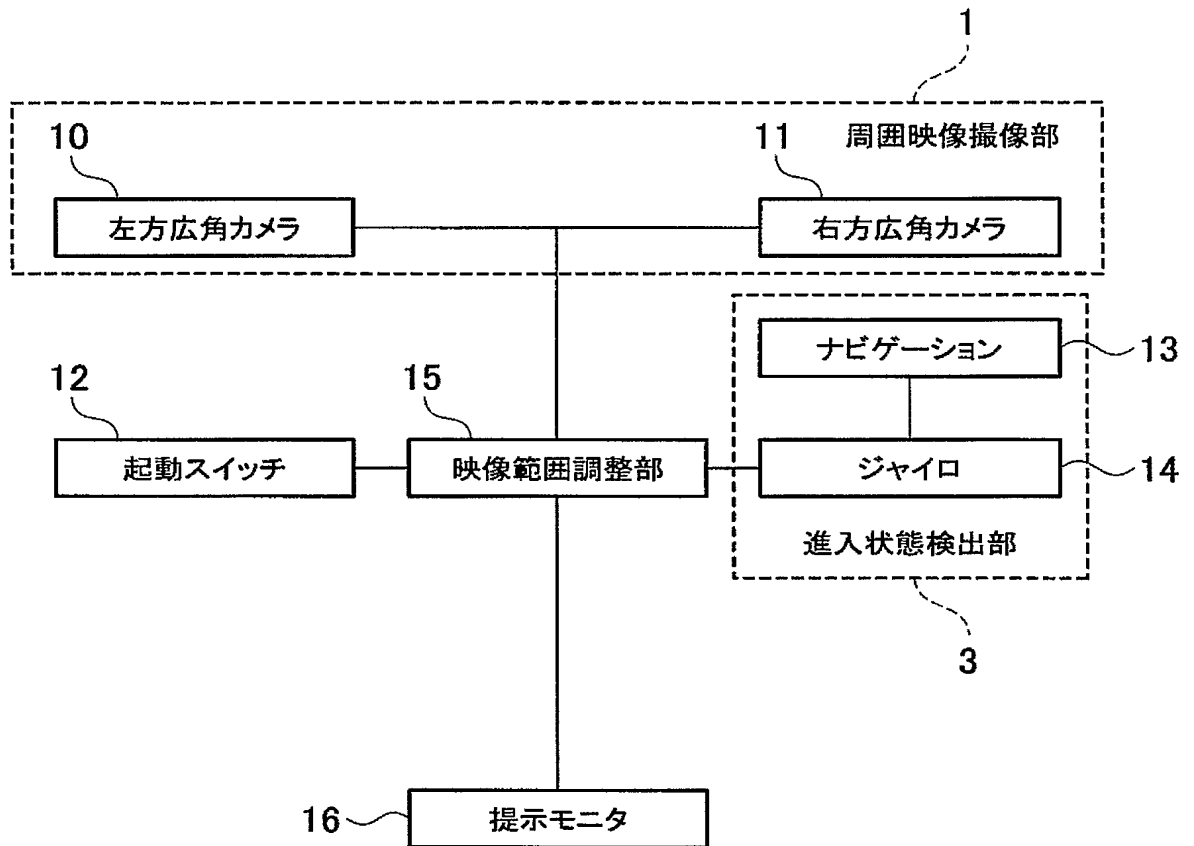 1
周囲映像撮像部
10
11
左方広角カメラ
右方広角カメラ
ナビゲーション
13
12
15
起動スイッチ
映像範囲調整部
ジャイロ
14
進入状態検出部
3
16
提示モニタ